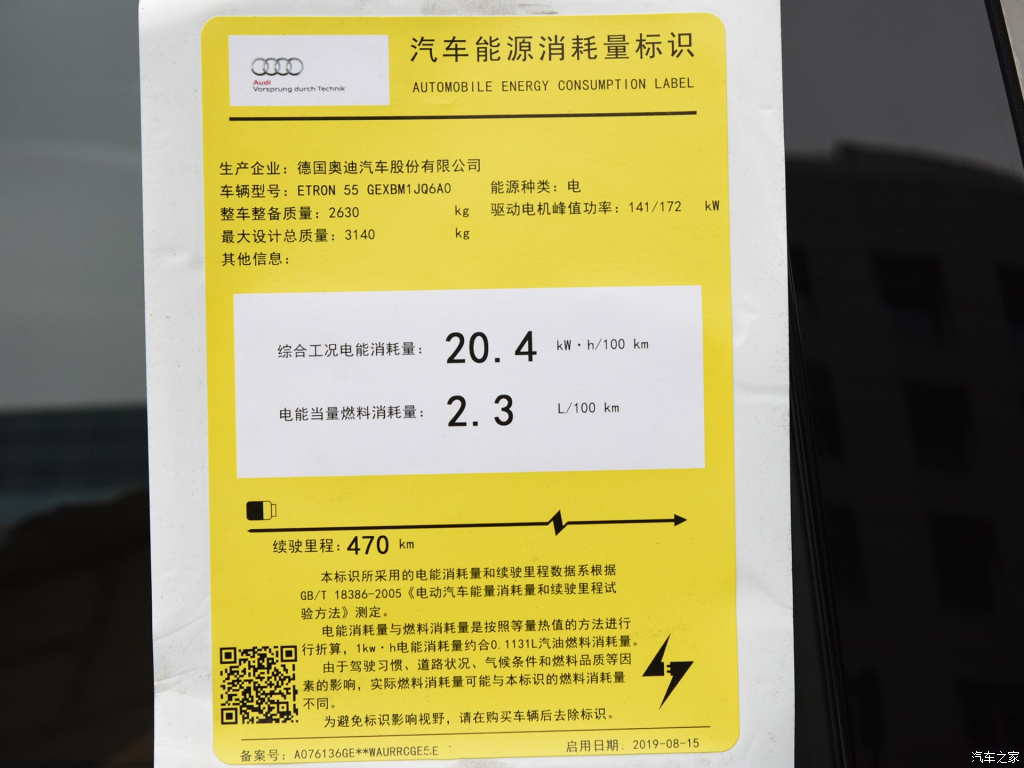 汽车能源消耗量标识
Audi
Vorsprung durch Technik
AUTOMOBILE ENERGY CONSUMPTION LABEL
生产企业：德国奥迪汽车股份有限公司
车辆型号：ETRON 55 GEXBM1JQ6A0 能源种类：电
整车整备质量：2630 kg 驱动电机峰值功率：141/172 kW
最大设计总质量：3140 kg
其他信息：
综合工况电能消耗量： 20.4 kW·h/100 km
电能当量燃料消耗量： 2.3 L/100 km
续驶里程：470 km
本标识所采用的电能消耗量和续驶里程数据系根据
GB/T 18386-2005《电动汽车能量消耗量和续驶里程试
验方法》测定。
电能消耗量与燃料消耗量是按照等量热值的方法进行
行折算，1kw·h电能消耗量约合0.1131L汽油燃料消耗量。
由于驾驶习惯、道路状况、气候条件和燃料品质等因
素的影响，实际燃料消耗量可能与本标识的燃料消耗量
不同。
为避免标识影响视野，请在购买车辆后去除标识。
备案号：A076136GE**WAURRCGE5.E 启用日期：2019-08-15
汽车之家